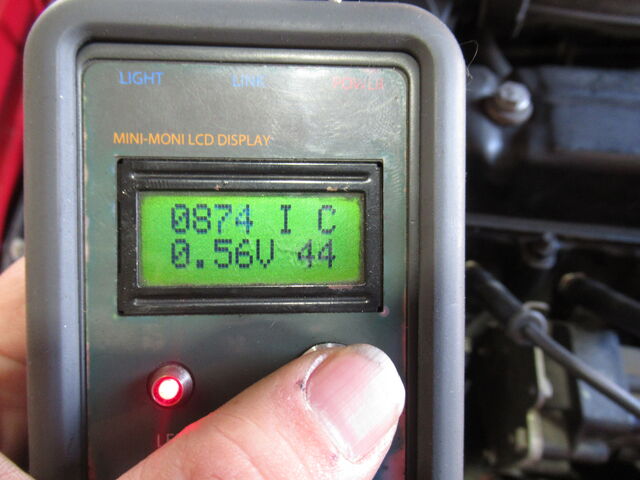 LIGHT LINK POWER
MINI-MONI LCD DISPLAY
0874 I C
0.56V 44